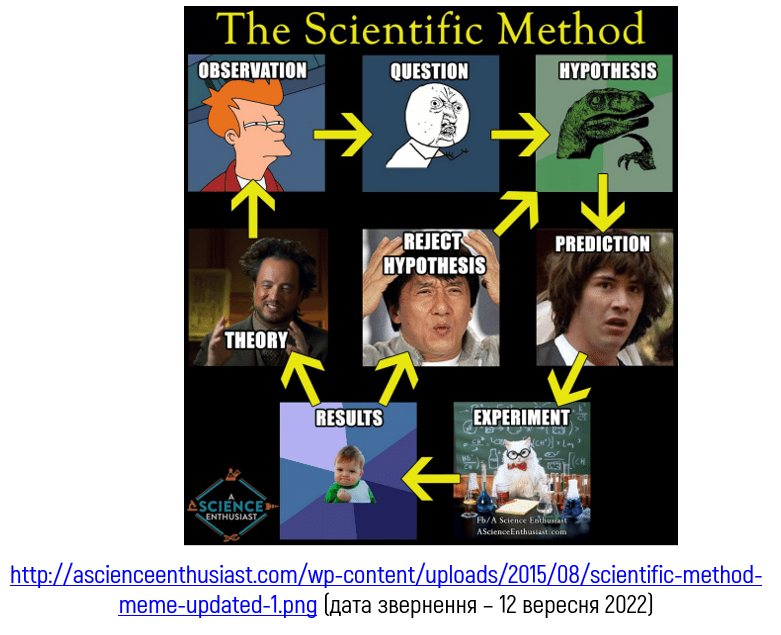 The Scientific Method
OBSERVATION
QUESTION
HYPOTHESIS
THEORY
REJECT
HYPOTHESIS
PREDICTION
RESULTS
EXPERIMENT
A
SCIENCE
ENTHUSIAST
Fb/A Science Enthusiast
AScienceEnthusiast.com
http://ascienceenthusiast.com/wp-content/uploads/2015/08/scientific-method-
meme-updated-1.png (дата звернення – 12 вересня 2022)